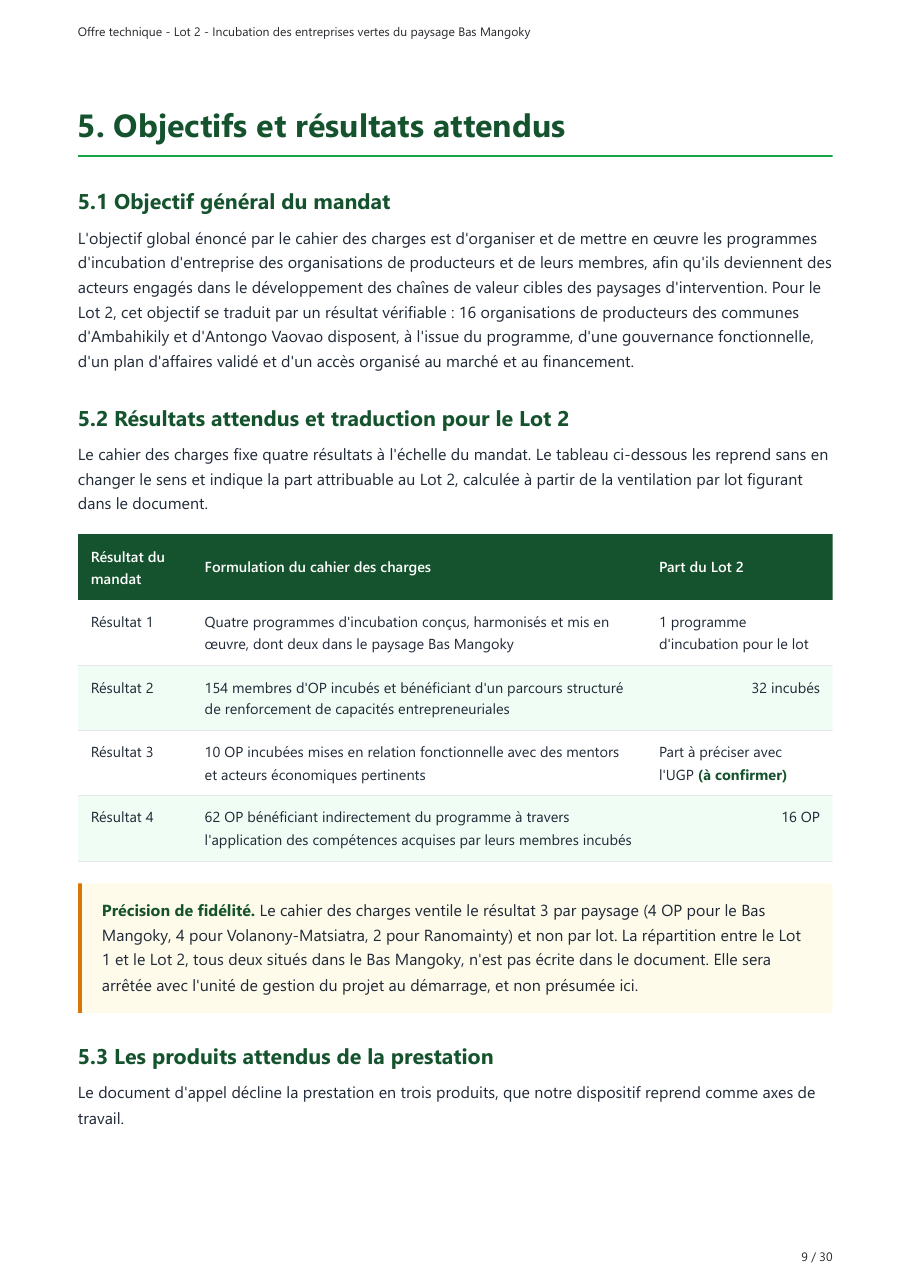 Offre technique - Lot 2 - Incubation des entreprises vertes du paysage Bas Mangoky
5. Objectifs et résultats attendus
5.1 Objectif général du mandat
L'objectif global énoncé par le cahier des charges est d'organiser et de mettre en œuvre les programmes
d'incubation d'entreprise des organisations de producteurs et de leurs membres, afin qu'ils deviennent des
acteurs engagés dans le développement des chaînes de valeur cibles des paysages d'intervention. Pour le
Lot 2, cet objectif se traduit par un résultat vérifiable : 16 organisations de producteurs des communes
d'Ambahikily et d'Antongo Vaovao disposent, à l'issue du programme, d'une gouvernance fonctionnelle,
d'un plan d'affaires validé et d'un accès organisé au marché et au financement.
5.2 Résultats attendus et traduction pour le Lot 2
Le cahier des charges fixe quatre résultats à l'échelle du mandat. Le tableau ci-dessous les reprend sans en
changer le sens et indique la part attribuable au Lot 2, calculée à partir de la ventilation par lot figurant
dans le document.
Résultat du
mandat
Formulation du cahier des charges
Part du Lot 2
Résultat 1
Quatre programmes d'incubation conçus, harmonisés et mis en
œuvre, dont deux dans le paysage Bas Mangoky
1 programme
d'incubation pour le lot
Résultat 2
154 membres d'OP incubés et bénéficiant d'un parcours structuré
de renforcement de capacités entrepreneuriales
32 incubés
Résultat 3
10 OP incubées mises en relation fonctionnelle avec des mentors
et acteurs économiques pertinents
Part à préciser avec
l'UGP (à confirmer)
Résultat 4
62 OP bénéficiant indirectement du programme à travers
l'application des compétences acquises par leurs membres incubés
16 OP
Précision de fidélité. Le cahier des charges ventile le résultat 3 par paysage (4 OP pour le Bas
Mangoky, 4 pour Volanony-Matsiatra, 2 pour Ranomainty) et non par lot. La répartition entre le Lot
1 et le Lot 2, tous deux situés dans le Bas Mangoky, n'est pas écrite dans le document. Elle sera
arrêtée avec l'unité de gestion du projet au démarrage, et non présumée ici.
5.3 Les produits attendus de la prestation
Le document d'appel décline la prestation en trois produits, que notre dispositif reprend comme axes de
travail.
9 / 30